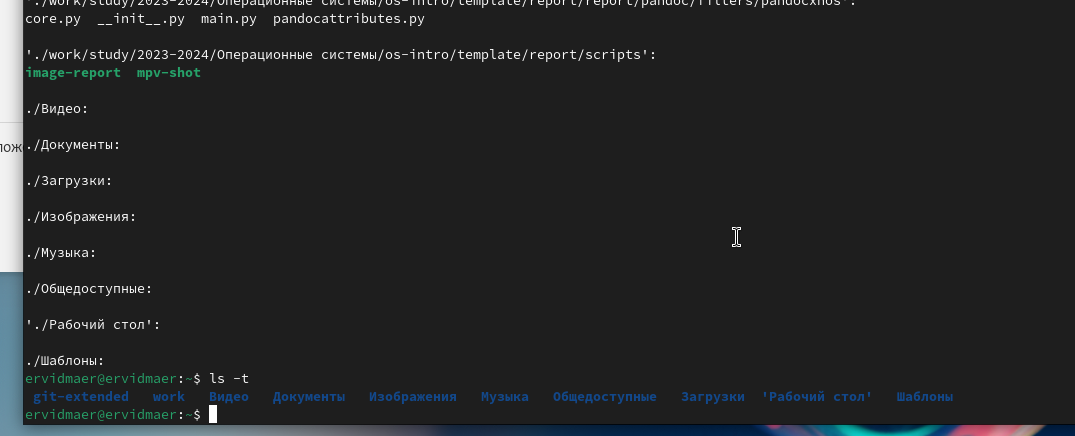 './work/study/2023-2024/Операционные системы/os-intro/template/report/report/pandoc/filters/pandocxnos':
core.py  __init__.py  main.py  pandocattributes.py
'./work/study/2023-2024/Операционные системы/os-intro/template/report/scripts':
image-report  mpv-shot
./Видео:
./Документы:
./Загрузки:
./Изображения:
./Музыка:
./Общедоступные:
'./Рабочий стол':
./Шаблоны:
ervidmaer@ervidmaer:~$ ls -t
git-extended  work  Видео  Документы  Изображения  Музыка  Общедоступные  Загрузки  'Рабочий стол'  Шаблоны
ervidmaer@ervidmaer:~$